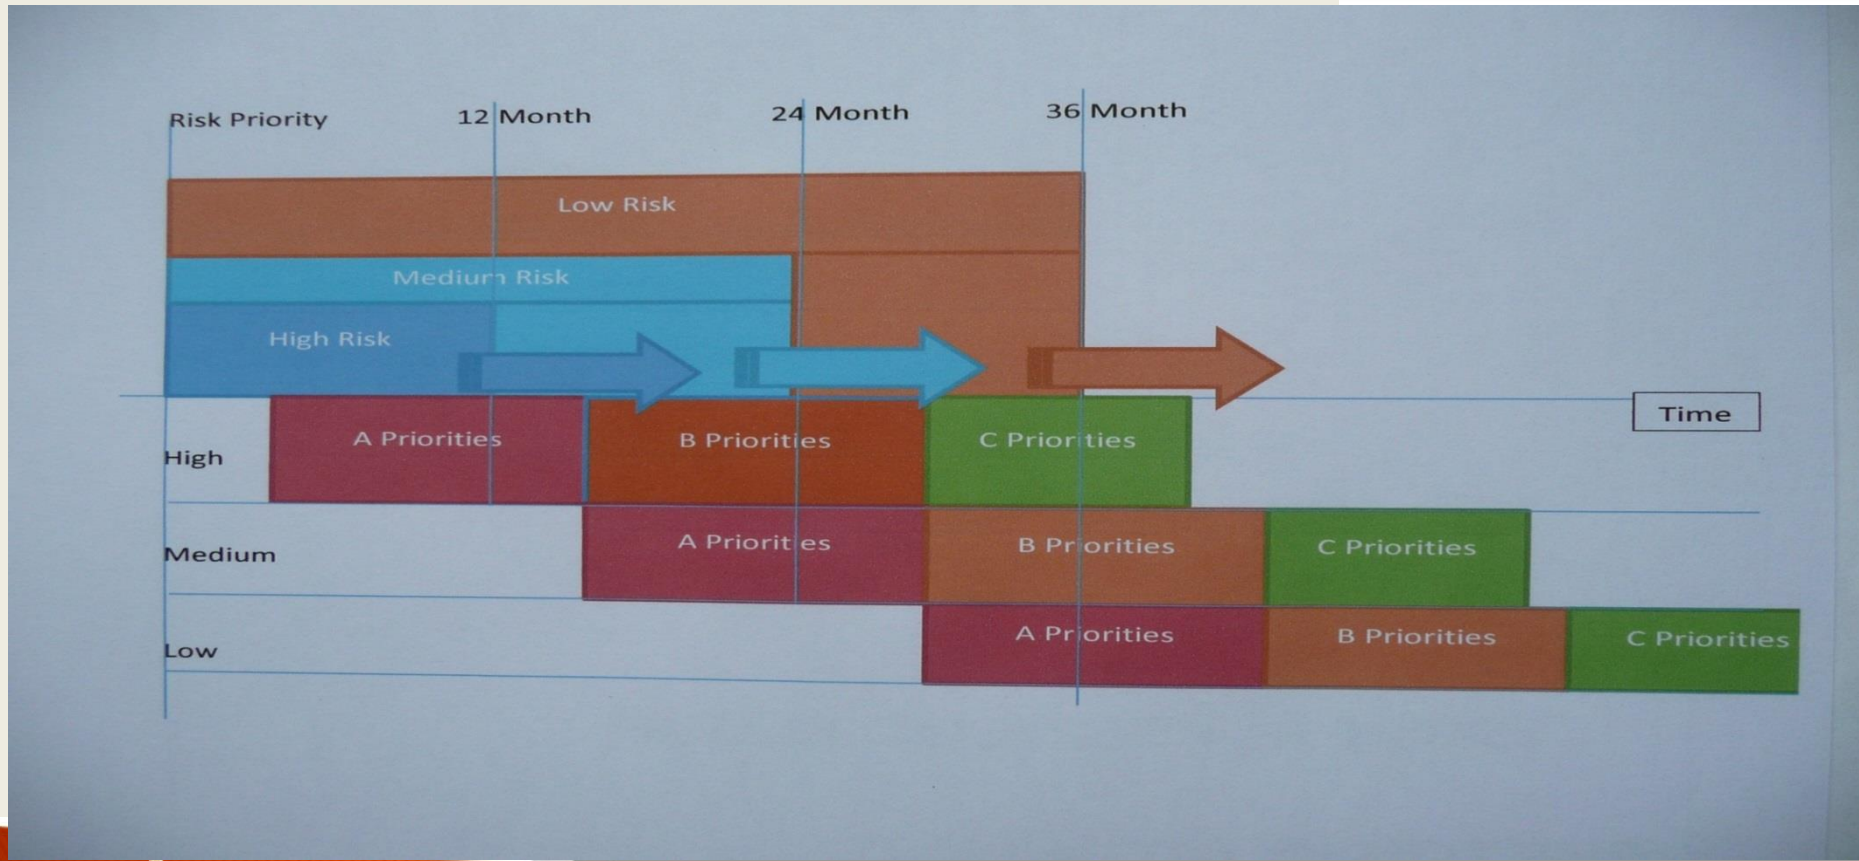 Risk Priority
12 Month
24 Month
36 Month
Low Risk
Medium Risk
High Risk
Time
High
A Priorities
B Priorities
C Priorities
Medium
A Priorities
B Priorities
C Priorities
Low
A Priorities
B Priorities
C Priorities